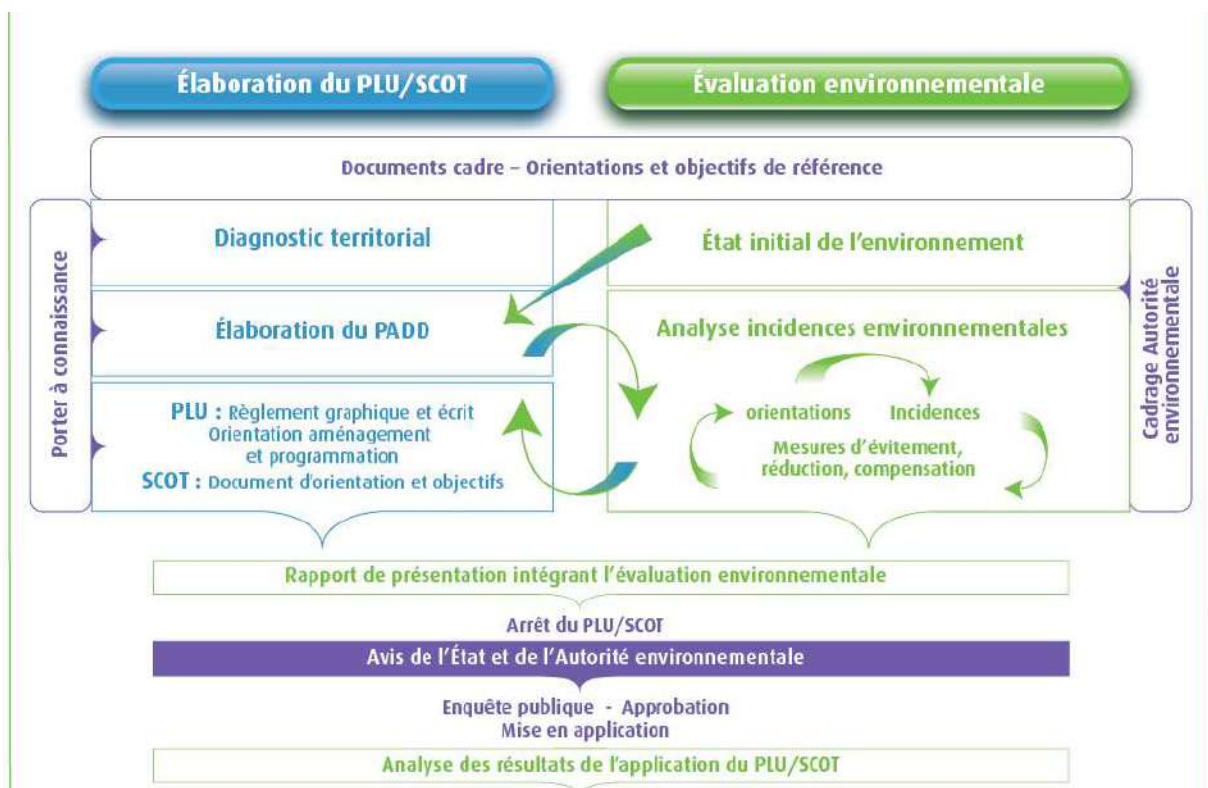 Élaboration du PLU/SCOT
Évaluation environnementale
Documents cadre – Orientations et objectifs de référence
Porter à connaissance
Diagnostic territorial
État initial de l'environnement
Élaboration du PADD
Analyse incidences environnementales
PLU : Règlement graphique et écrit
Orientation aménagement
et programmation
SCOT : Document d'orientation et objectifs
orientations
Incidences
Mesures d'évitement,
réduction, compensation
Cadrage Autorité
environnementale
Rapport de présentation intégrant l'évaluation environnementale
Arrêt du PLU/SCOT
Avis de l'État et de l'Autorité environnementale
Enquête publique - Approbation
Mise en application
Analyse des résultats de l'application du PLU/SCOT